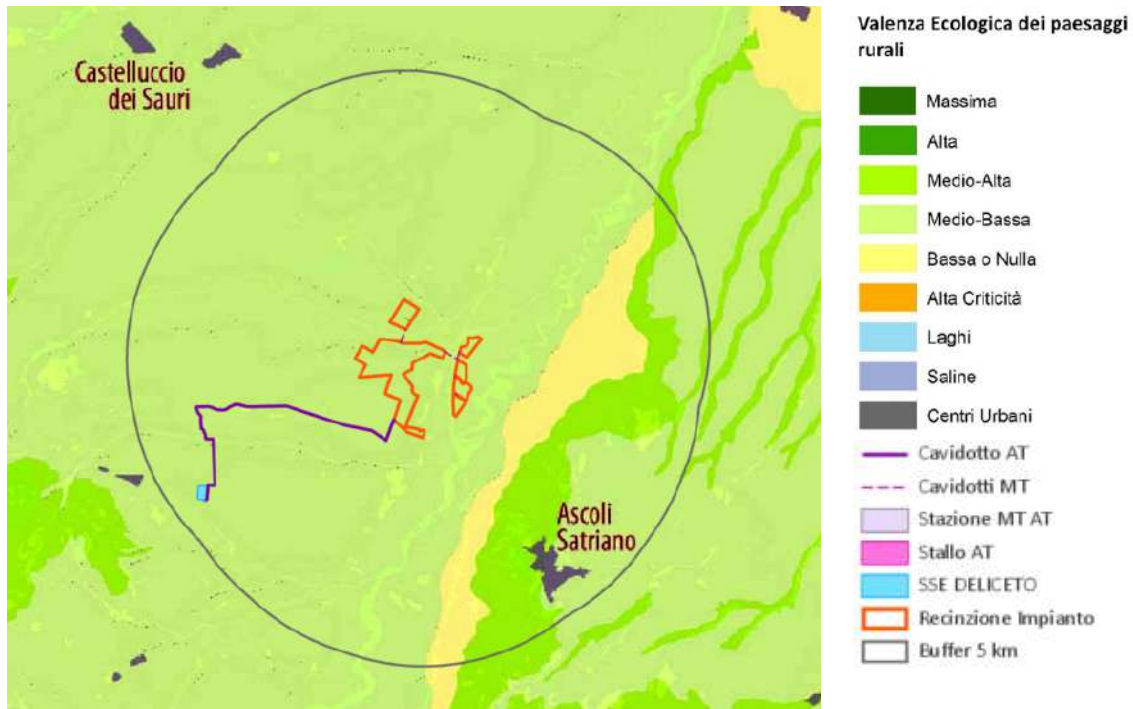 Castelluccio
dei Sauri
Ascoli
Satriano
Valenza Ecologica dei paesaggi
rurali
Massima
Alta
Medio-Alta
Medio-Bassa
Bassa o Nulla
Alta Criticità
Laghi
Saline
Centri Urbani
Cavidotto AT
Cavidotti MT
Stazione MT AT
Stallo AT
SSE DELICETO
Recinzione Impianto
Buffer 5 km